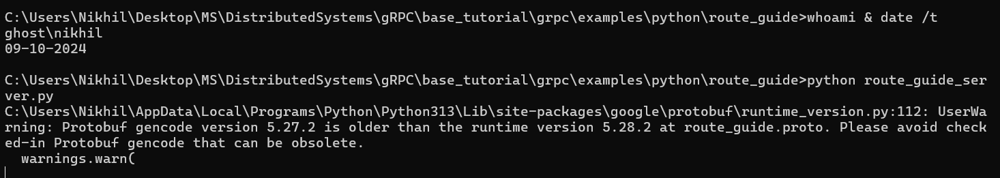 C:\Users\Nikhil\Desktop\MS\DistributedSystems\gRPC\base_tutorial\grpc\examples\python\route_guide>whoami & date /t
ghost\nikhil
09-10-2024
C:\Users\Nikhil\Desktop\MS\DistributedSystems\gRPC\base_tutorial\grpc\examples\python\route_guide>python route_guide_ser
ver.py
C:\Users\Nikhil\AppData\Local\Programs\Python\Python313\Lib\site-packages\google\protobuf\runtime_version.py:112: UserWa
rning: Protobuf gencode version 5.27.2 is older than the runtime version 5.28.2 at route_guide.proto. Please avoid check
ed-in Protobuf gencode that can be obsolete.
  warnings.warn(